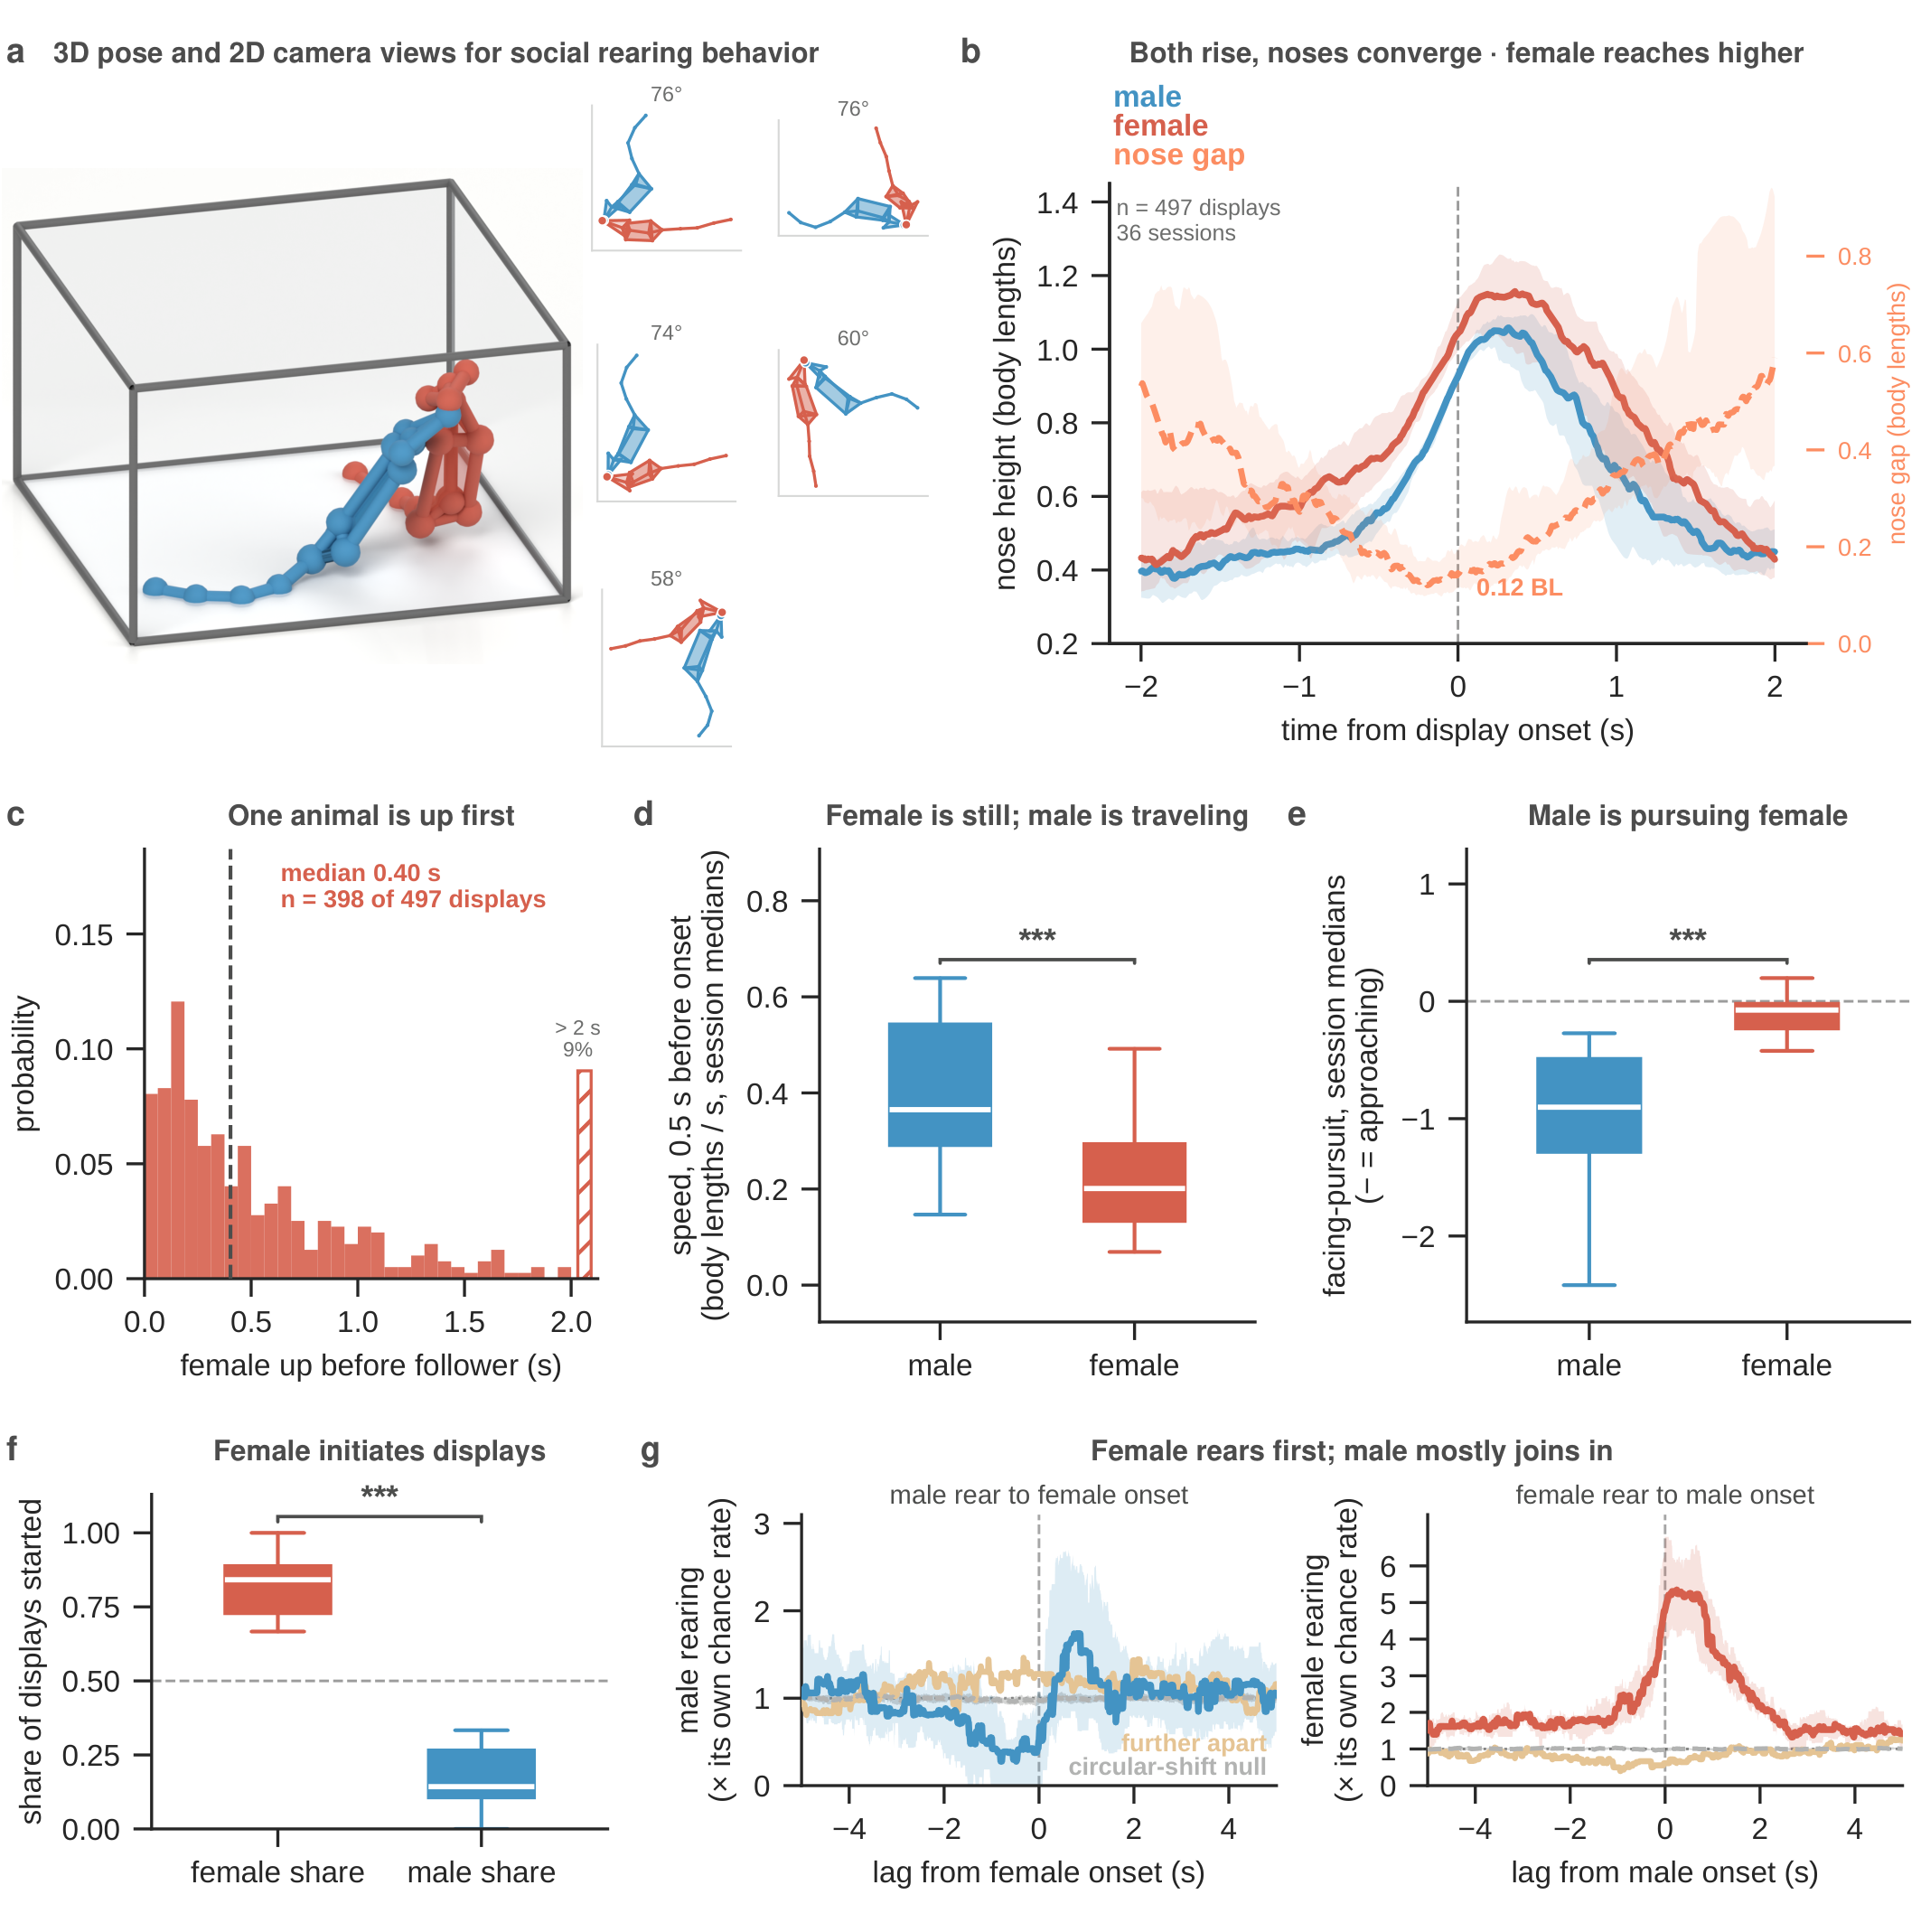 a 3D pose and 2D camera views for social rearing behavior
76°
76°
74°
60°
58°
b Both rise, noses converge · female reaches higher
male
female
nose gap
n = 497 displays
36 sessions
nose height (body lengths)
1.4
1.2
1.0
0.8
0.6
0.4
0.2
0.8
0.6
0.4
0.2
0.0
nose gap (body lengths)
0.12 BL
−2 −1 0 1 2
time from display onset (s)
c One animal is up first
median 0.40 s
n = 398 of 497 displays
probability
0.15
0.10
0.05
0.00
> 2 s
9%
0.0 0.5 1.0 1.5 2.0
female up before follower (s)
d Female is still; male is traveling
speed, 0.5 s before onset
(body lengths / s, session medians)
0.8
0.6
0.4
0.2
0.0
***
male female
e Male is pursuing female
facing-pursuit, session medians
(− = approaching)
1
0
−1
−2
***
male female
f Female initiates displays
share of displays started
1.00
0.75
0.50
0.25
0.00
***
female share male share
g Female rears first; male mostly joins in
male rear to female onset
male rearing
(× its own chance rate)
3
2
1
0
further apart
circular-shift null
−4 −2 0 2 4
lag from female onset (s)
female rear to male onset
female rearing
(× its own chance rate)
6
5
4
3
2
1
0
−4 −2 0 2 4
lag from male onset (s)